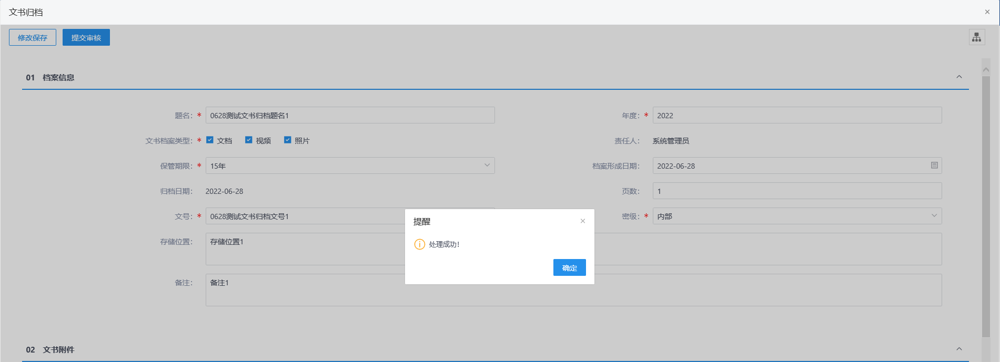 文书归档
修改保存 提交审核
01 档案信息
题名：* 0628测试文书归档题名1 年度：* 2022
文书档案类型：* 文档 视频 照片 责任人： 系统管理员
保管期限：* 15年 档案形成日期： 2022-06-28
归档日期： 2022-06-28 页数： 1
文号：* 0628测试文书归档文号1 密级：* 内部
提醒
存储位置： 存储位置1
处理成功！
确定
备注： 备注1
02 文书附件